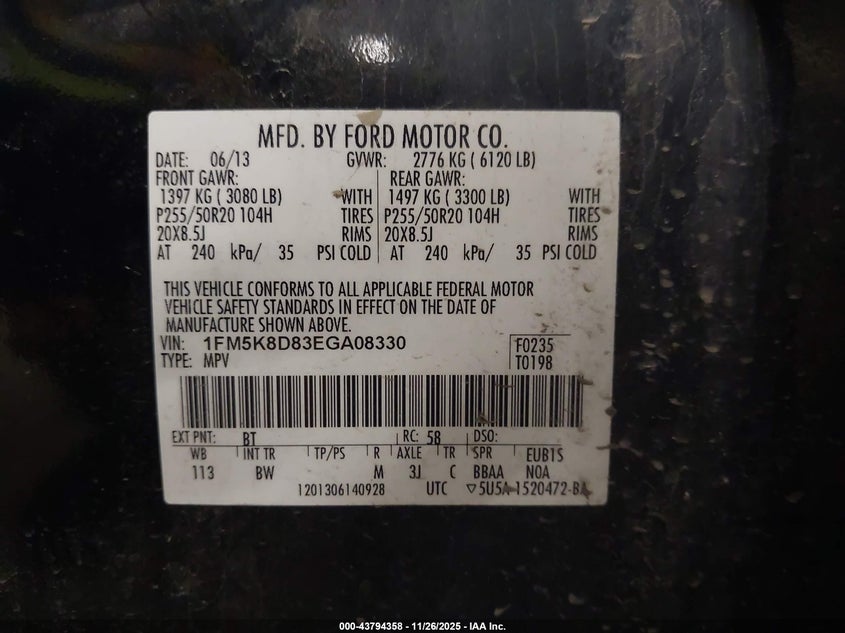 MFD. BY FORD MOTOR CO.
DATE: 06/13 GVWR: 2776 KG ( 6120 LB)
FRONT GAWR: REAR GAWR:
1397 KG ( 3080 LB) WITH 1497 KG ( 3300 LB) WITH
P255/50R20 104H TIRES P255/50R20 104H TIRES
20X8.5J RIMS 20X8.5J RIMS
AT 240 kPa/ 35 PSI COLD AT 240 kPa/ 35 PSI COLD
THIS VEHICLE CONFORMS TO ALL APPLICABLE FEDERAL MOTOR
VEHICLE SAFETY STANDARDS IN EFFECT ON THE DATE OF
MANUFACTURE SHOWN ABOVE.
VIN: 1FM5K8D83EGA08330 F0235
TYPE: MPV T0198
EXT PNT: BT RC: 58 DSO:
WB INT TR TP/PS R AXLE TR SPR EUB1S
113 BW M 3J C BBAA NOA
1201306140928 UTC ▽5U5A-1520472-BA
000-43794358 - 11/26/2025 - IAA Inc.